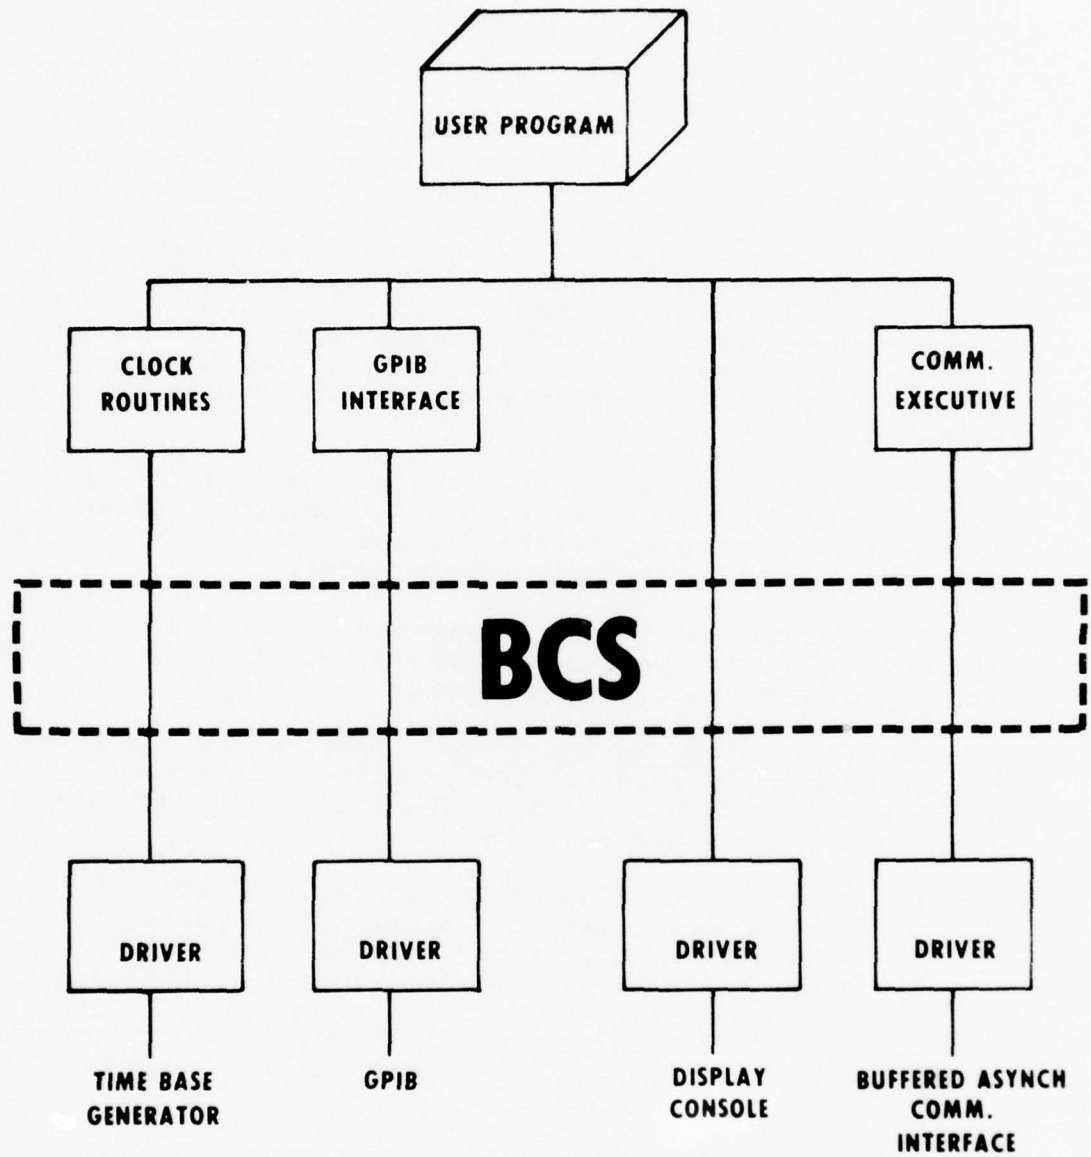 USER PROGRAM
CLOCK
ROUTINES
GPIB
INTERFACE
COMM.
EXECUTIVE
BCS
DRIVER
DRIVER
DRIVER
DRIVER
TIME BASE
GENERATOR
GPIB
DISPLAY
CONSOLE
BUFFERED ASYNCH
COMM.
INTERFACE